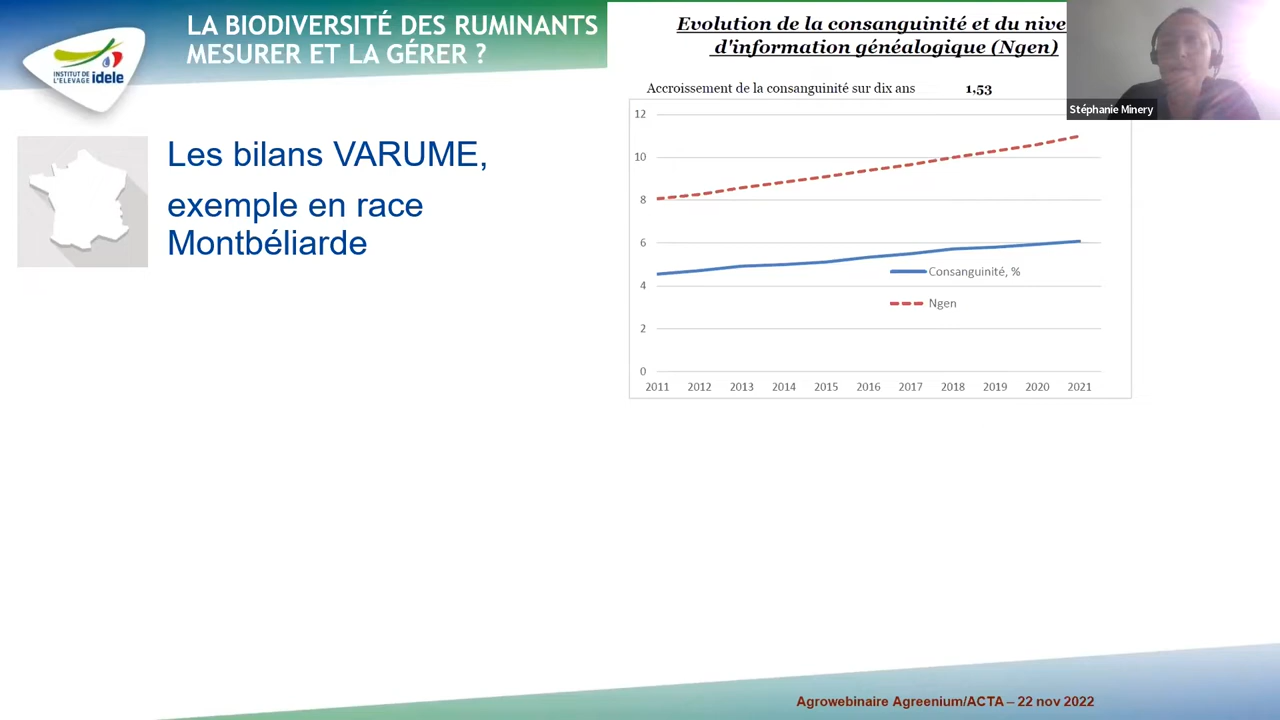 LA BIODIVERSITÉ DES RUMINANTS
MESURER ET LA GÉRER ?
INSTITUT DE
L'ELEVAGE idele
Les bilans VARUME,
exemple en race
Montbéliarde
Evolution de la consanguinité et du nive
d'information généalogique (Ngen)
Accroissement de la consanguinité sur dix ans 1,53
Stéphanie Minery
12
10
8
6
4
2
0
Consanguinité, %
Ngen
2011 2012 2013 2014 2015 2016 2017 2018 2019 2020 2021
Agrowebinaire Agreenium/ACTA – 22 nov 2022